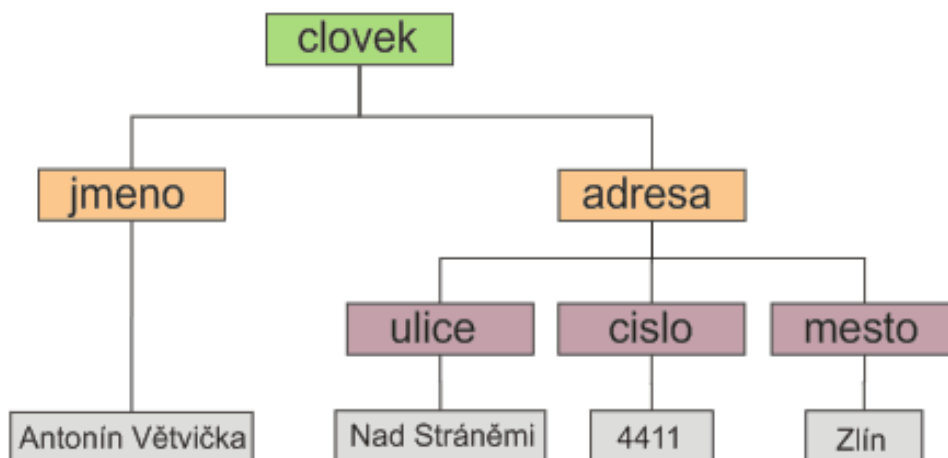 clovek
jmeno
adresa
ulice
cislo
mesto
Antonín Větvička
Nad Stráněmi
4411
Zlín